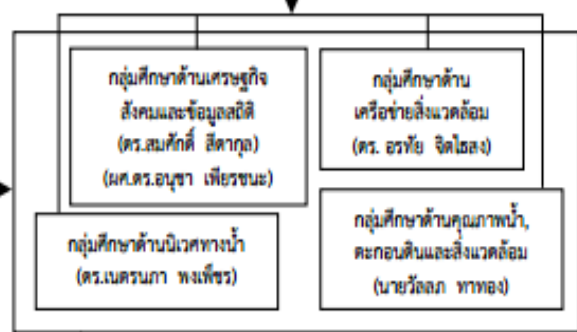 กลุ่มศึกษาด้านเศรษฐกิจ
สังคมและข้อมูลสถิติ
(ดร.สมศักดิ์ สีดากุล)
(ผศ.ดร.อนุชา เพียรชนะ)
กลุ่มศึกษาด้าน
เครือข่ายสิ่งแวดล้อม
(ดร. อรทัย จิตไธสง)
กลุ่มศึกษาด้านนิเวศทางน้ำ
(ดร.เนตรนภา พงเพ็ชร)
กลุ่มศึกษาด้านคุณภาพน้ำ,
ตะกอนดินและสิ่งแวดล้อม
(นายวัลลภ ทาทอง)